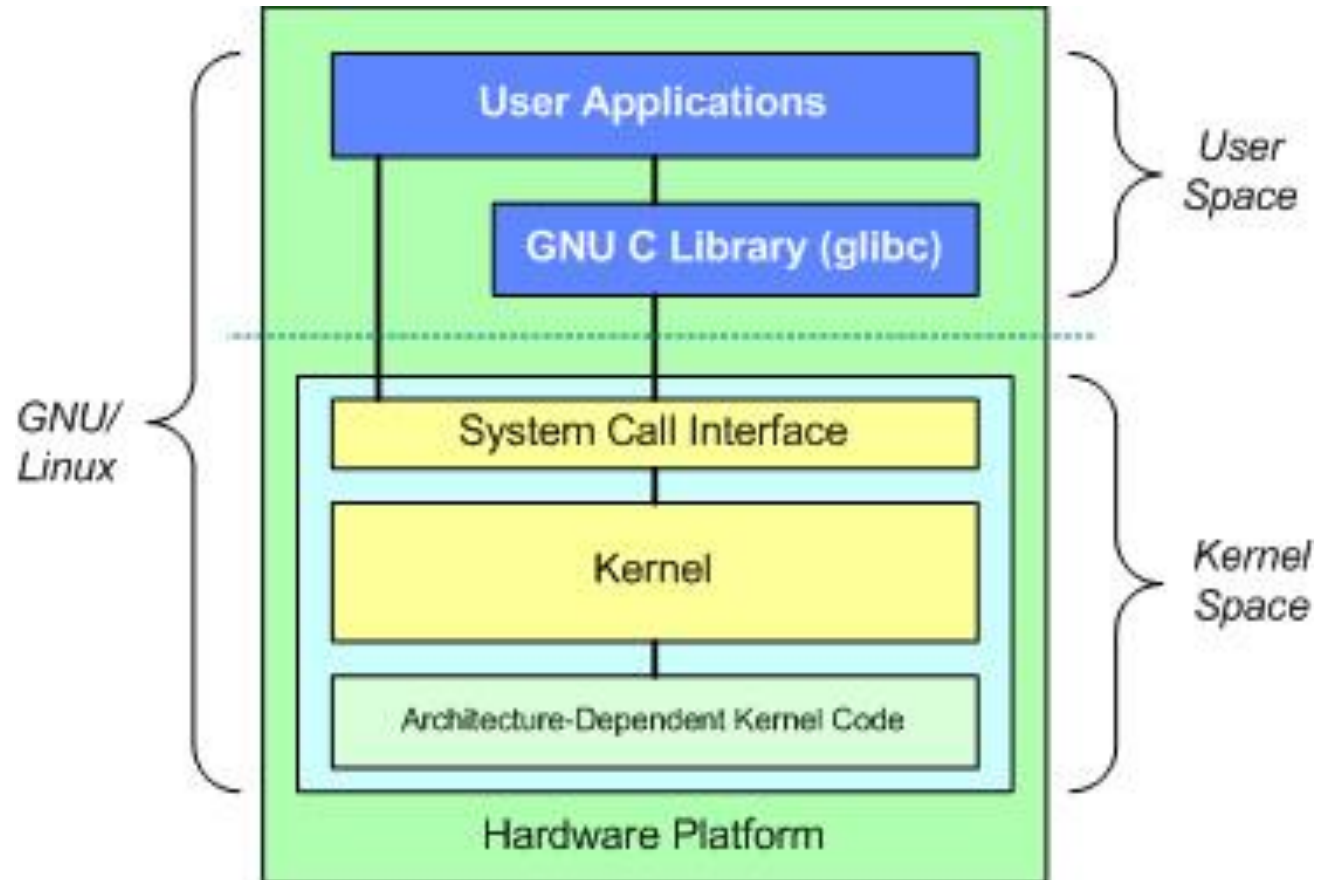 User Applications
User
Space
GNU C Library (glibc)
GNU/
Linux
System Call Interface
Kernel
Kernel
Space
Architecture-Dependent Kernel Code
Hardware Platform